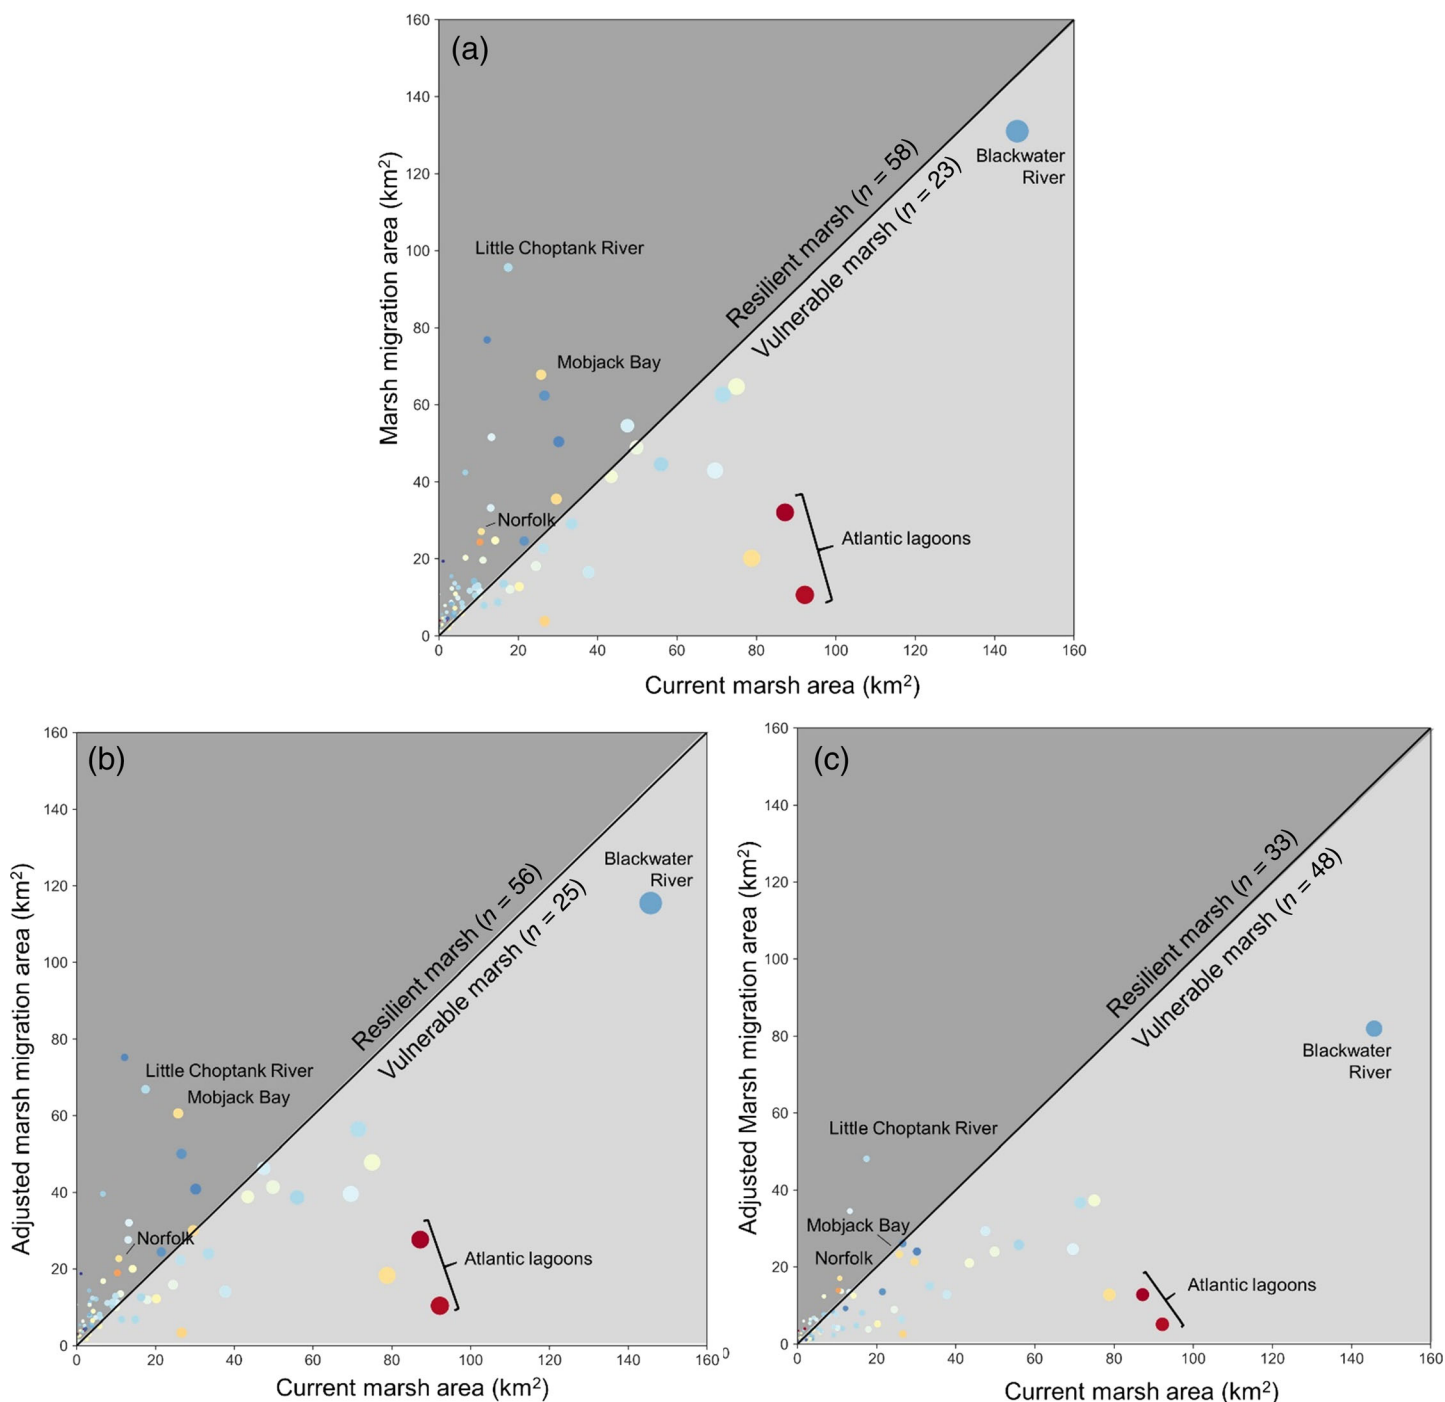 (a)
160
140
120
100
80
60
40
20
0
Marsh migration area (km²)
Resilient marsh (n = 58)
Vulnerable marsh (n = 23)
Blackwater
River
Little Choptank River
Mobjack Bay
Norfolk
Atlantic lagoons
0 20 40 60 80 100 120 140 160
Current marsh area (km²)
(b)
160
140
120
100
80
60
40
20
0
Adjusted marsh migration area (km²)
Resilient marsh (n = 56)
Vulnerable marsh (n = 25)
Blackwater
River
Little Choptank River
Mobjack Bay
Norfolk
Atlantic lagoons
0 20 40 60 80 100 120 140 160 0
Current marsh area (km²)
(c)
160
140
120
100
80
60
40
20
0
Adjusted Marsh migration area (km²)
Resilient marsh (n = 33)
Vulnerable marsh (n = 48)
Blackwater
River
Little Choptank River
Mobjack Bay
Norfolk
Atlantic lagoons
0 20 40 60 80 100 120 140 160
Current marsh area (km²)